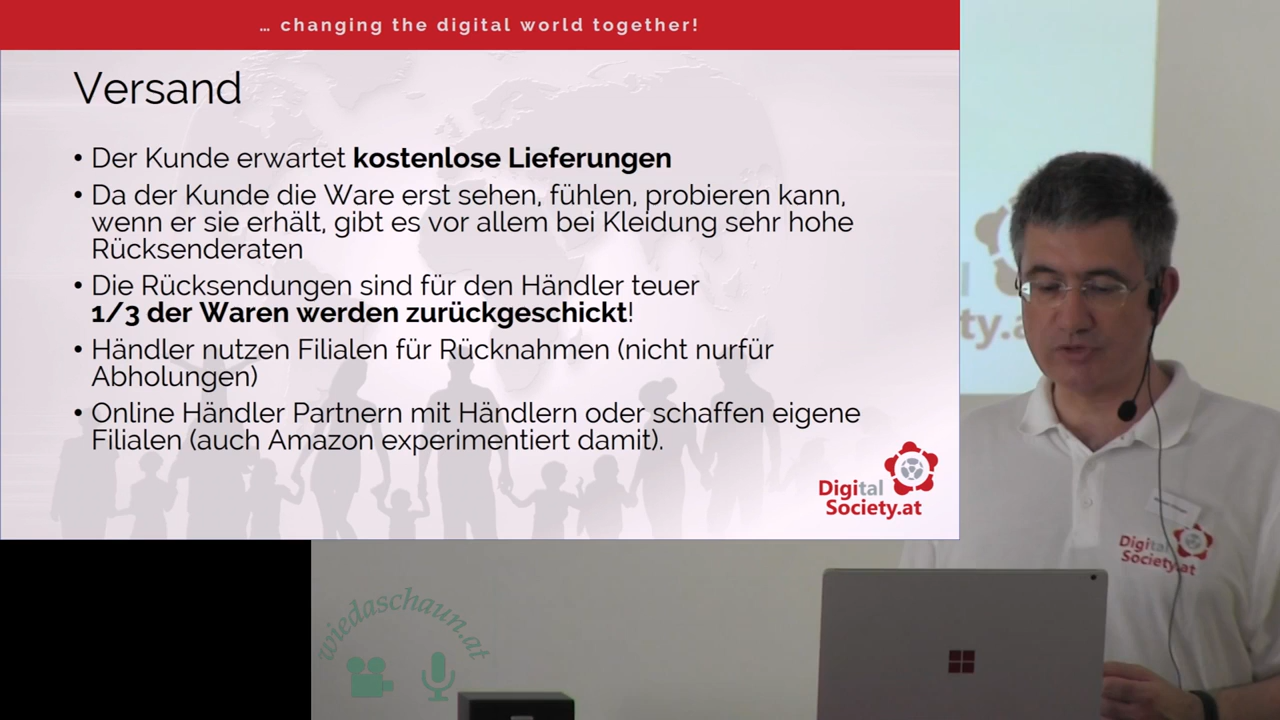 … changing the digital world together!
Versand
• Der Kunde erwartet kostenlose Lieferungen
• Da der Kunde die Ware erst sehen, fühlen, probieren kann,
wenn er sie erhält, gibt es vor allem bei Kleidung sehr hohe
Rücksenderaten
• Die Rücksendungen sind für den Händler teuer
1/3 der Waren werden zurückgeschickt!
• Händler nutzen Filialen für Rücknahmen (nicht nurfür
Abholungen)
• Online Händler Partnern mit Händlern oder schaffen eigene
Filialen (auch Amazon experimentiert damit).
Digital
Society.at
Digital
Society.at
wiedaschaun.at